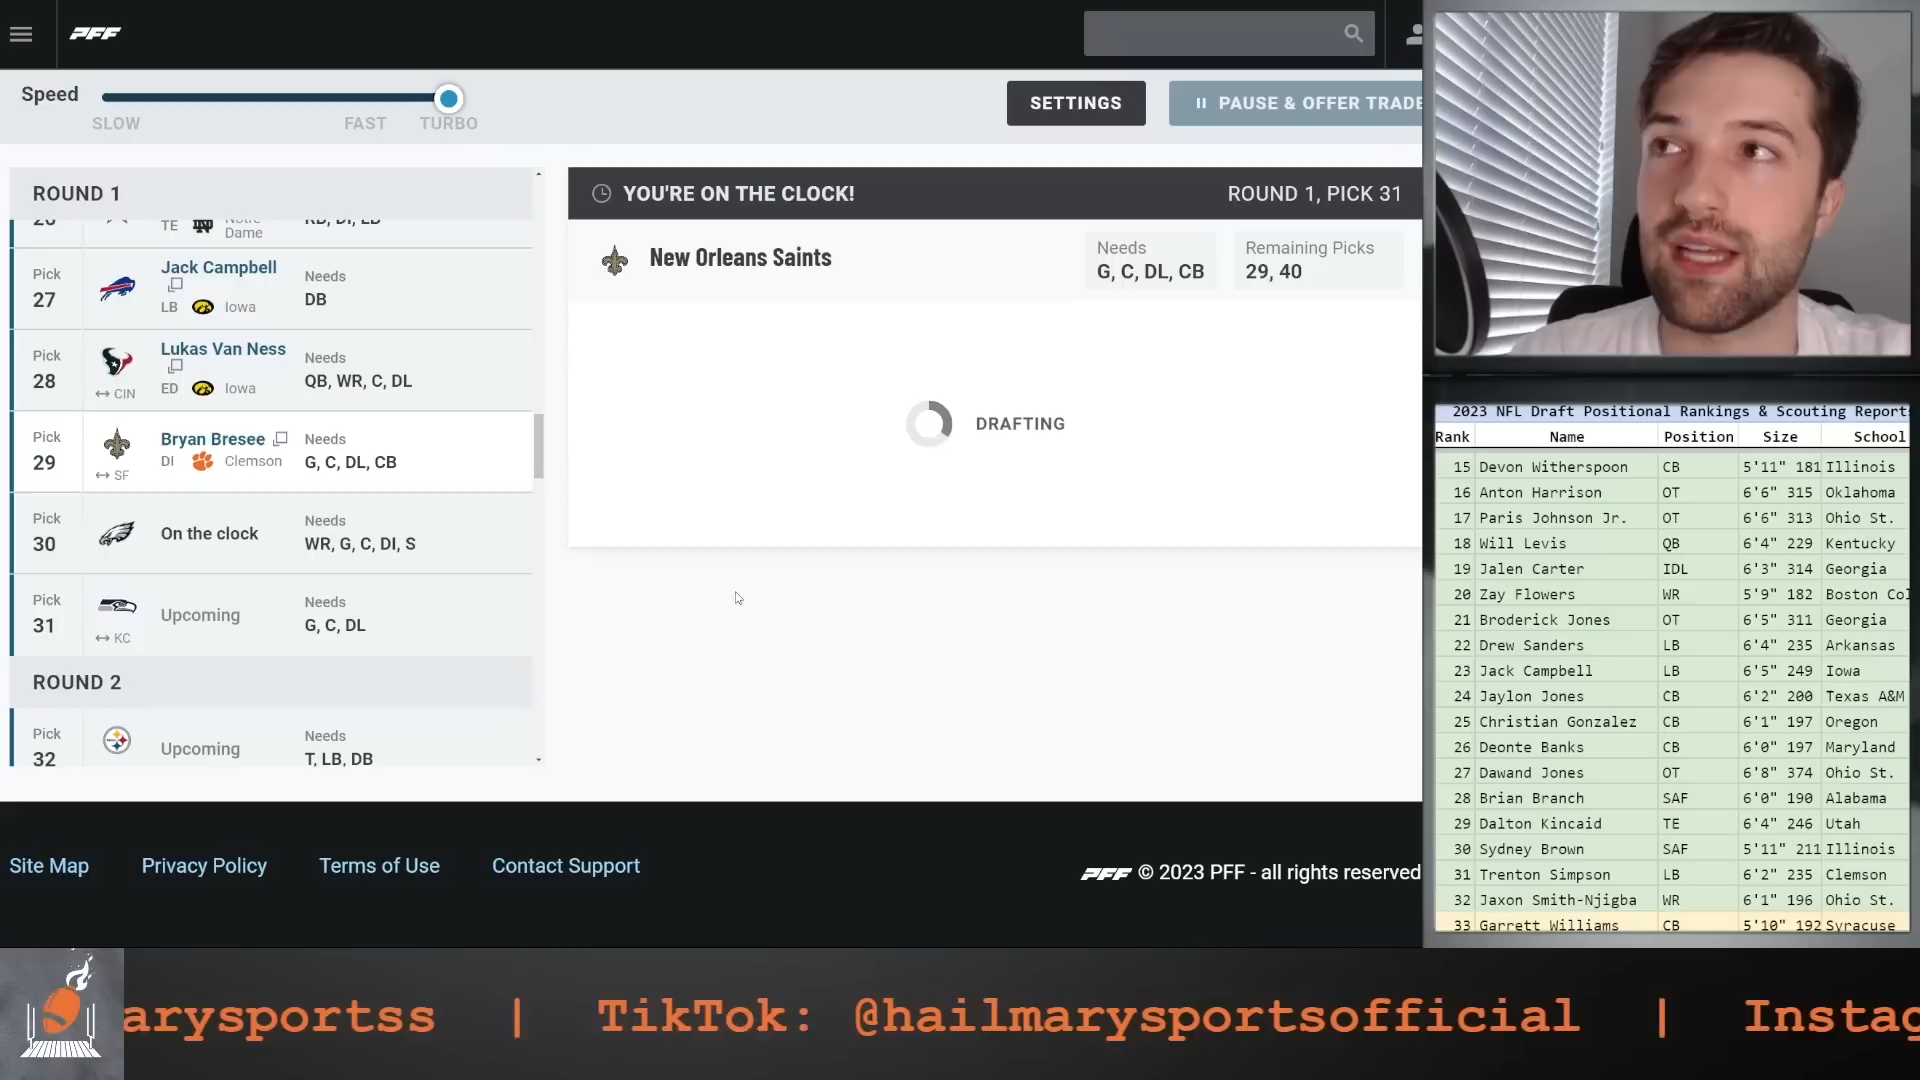 PFF
Speed
SLOW FAST TURBO
SETTINGS
PAUSE & OFFER TRADE
ROUND 1
TE Notre Dame RB, DI, LB
Pick 27 Jack Campbell LB Iowa Needs DB
Pick 28 CIN Lukas Van Ness ED Iowa Needs QB, WR, C, DL
Pick 29 SF Bryan Bresee DI Clemson Needs G, C, DL, CB
Pick 30 On the clock Needs WR, G, C, DI, S
Pick 31 KC Upcoming Needs G, C, DL
ROUND 2
Pick 32 Upcoming Needs T, LB, DB
YOU'RE ON THE CLOCK! ROUND 1, PICK 31
New Orleans Saints
Needs G, C, DL, CB
Remaining Picks 29, 40
DRAFTING
Site Map Privacy Policy Terms of Use Contact Support
PFF © 2023 PFF - all rights reserved
2023 NFL Draft Positional Rankings & Scouting Reports
Rank Name Position Size School
15 Devon Witherspoon CB 5'11" 181 Illinois
16 Anton Harrison OT 6'6" 315 Oklahoma
17 Paris Johnson Jr. OT 6'6" 313 Ohio St.
18 Will Levis QB 6'4" 229 Kentucky
19 Jalen Carter IDL 6'3" 314 Georgia
20 Zay Flowers WR 5'9" 182 Boston Col
21 Broderick Jones OT 6'5" 311 Georgia
22 Drew Sanders LB 6'4" 235 Arkansas
23 Jack Campbell LB 6'5" 249 Iowa
24 Jaylon Jones CB 6'2" 200 Texas A&M
25 Christian Gonzalez CB 6'1" 197 Oregon
26 Deonte Banks CB 6'0" 197 Maryland
27 Dawand Jones OT 6'8" 374 Ohio St.
28 Brian Branch SAF 6'0" 190 Alabama
29 Dalton Kincaid TE 6'4" 246 Utah
30 Sydney Brown SAF 5'11" 211 Illinois
31 Trenton Simpson LB 6'2" 235 Clemson
32 Jaxon Smith-Njigba WR 6'1" 196 Ohio St.
33 Garrett Williams CB 5'10" 192 Syracuse
arysportss | TikTok: @hailmarysportsofficial | Instag